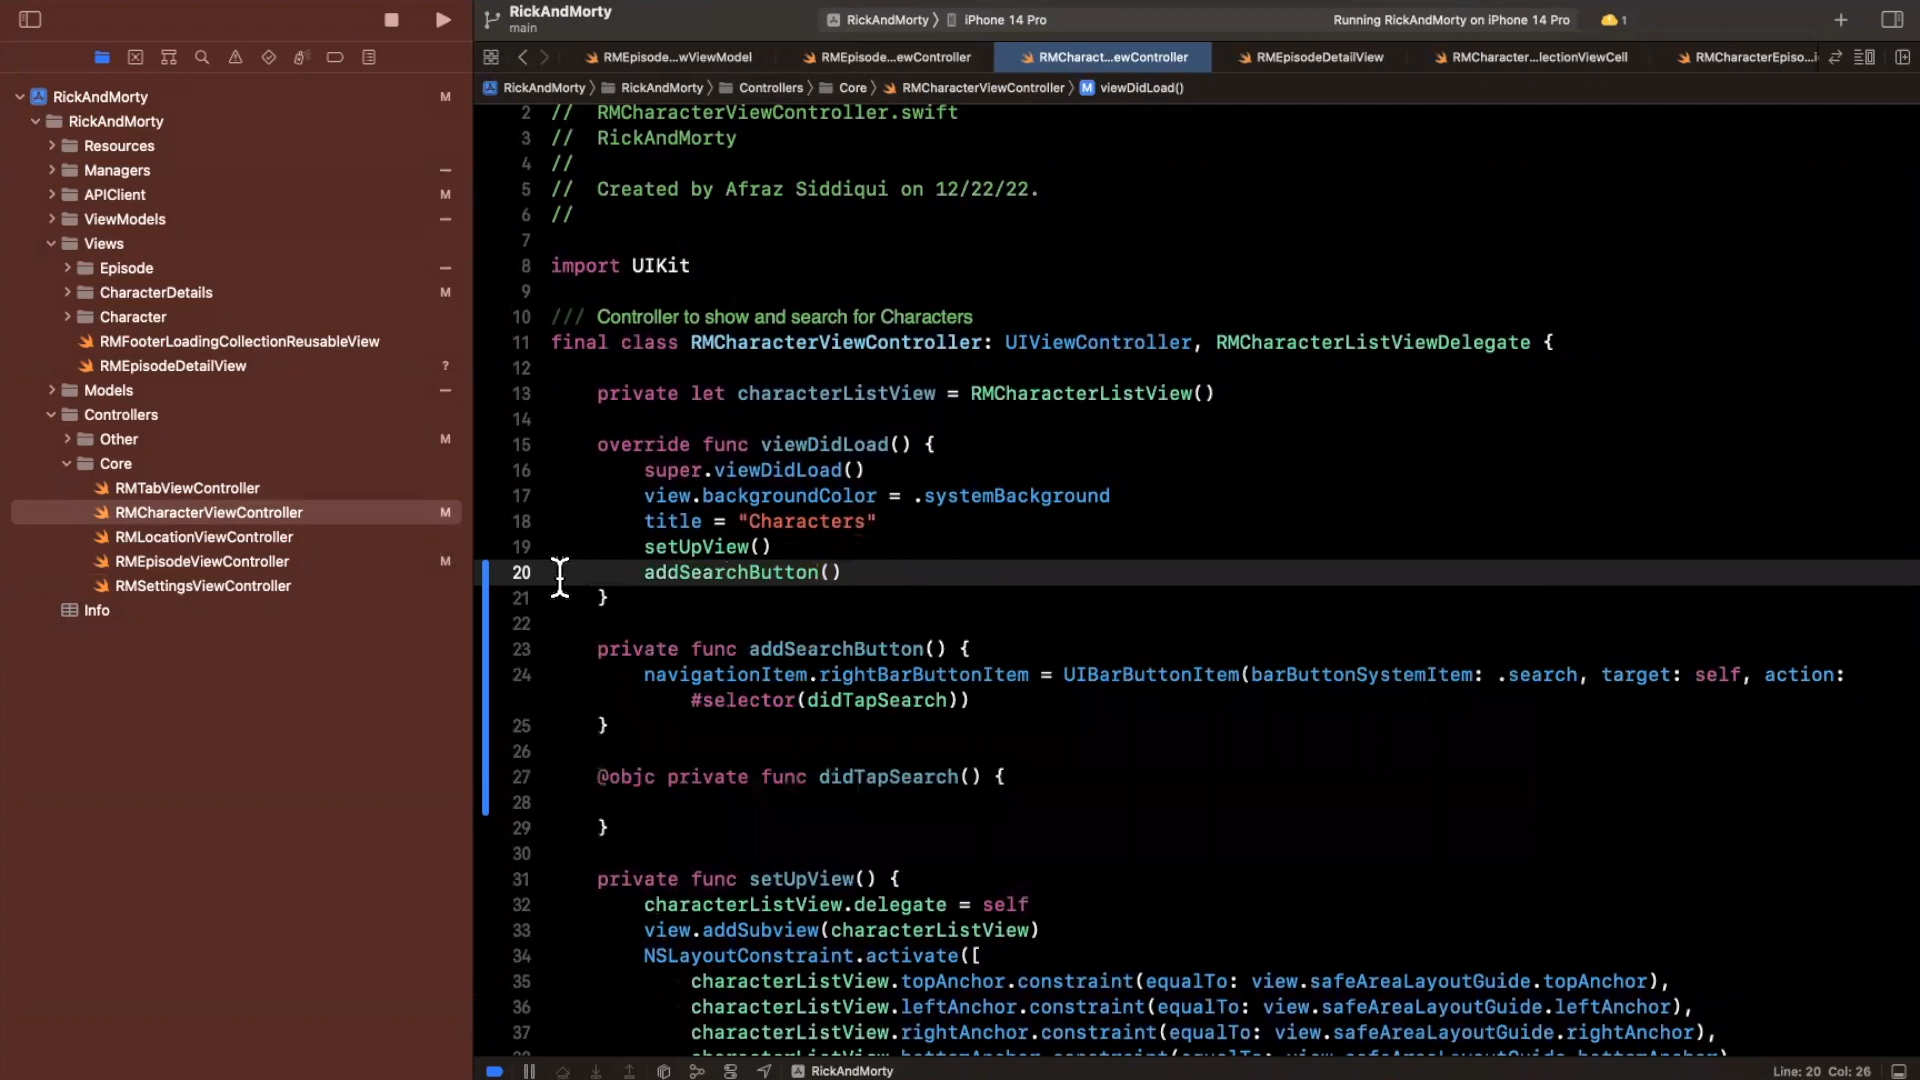 RickAndMorty
main
RickAndMorty
iPhone 14 Pro
Running RickAndMorty on iPhone 14 Pro
1
RMEpisode...wViewModel
RMEpisode...ewController
RMCharact...ewController
RMEpisodeDetailView
RMCharacter...lectionViewCell
RMCharacterEpiso...
RickAndMorty
RickAndMorty
Controllers
Core
RMCharacterViewController
M
viewDidLoad()
RickAndMorty M
RickAndMorty
Resources
Managers
APIClient M
ViewModels
Views
Episode
CharacterDetails M
Character
RMFooterLoadingCollectionReusableView
RMEpisodeDetailView ?
Models
Controllers
Other M
Core
RMTabViewController
RMCharacterViewController M
RMLocationViewController
RMEpisodeViewController M
RMSettingsViewController
Info
2 //  RMCharacterViewController.swift
3 //  RickAndMorty
4 //
5 //  Created by Afraz Siddiqui on 12/22/22.
6 //
7
8 import UIKit
9
10 /// Controller to show and search for Characters
11 final class RMCharacterViewController: UIViewController, RMCharacterListViewDelegate {
12
13     private let characterListView = RMCharacterListView()
14
15     override func viewDidLoad() {
16         super.viewDidLoad()
17         view.backgroundColor = .systemBackground
18         title = "Characters"
19         setUpView()
20         addSearchButton()
21     }
22
23     private func addSearchButton() {
24         navigationItem.rightBarButtonItem = UIBarButtonItem(barButtonSystemItem: .search, target: self, action:
#selector(didTapSearch))
25     }
26
27     @objc private func didTapSearch() {
28
29     }
30
31     private func setUpView() {
32         characterListView.delegate = self
33         view.addSubview(characterListView)
34         NSLayoutConstraint.activate([
35             characterListView.topAnchor.constraint(equalTo: view.safeAreaLayoutGuide.topAnchor),
36             characterListView.leftAnchor.constraint(equalTo: view.safeAreaLayoutGuide.leftAnchor),
37             characterListView.rightAnchor.constraint(equalTo: view.safeAreaLayoutGuide.rightAnchor),
RickAndMorty
Line: 20 Col: 26